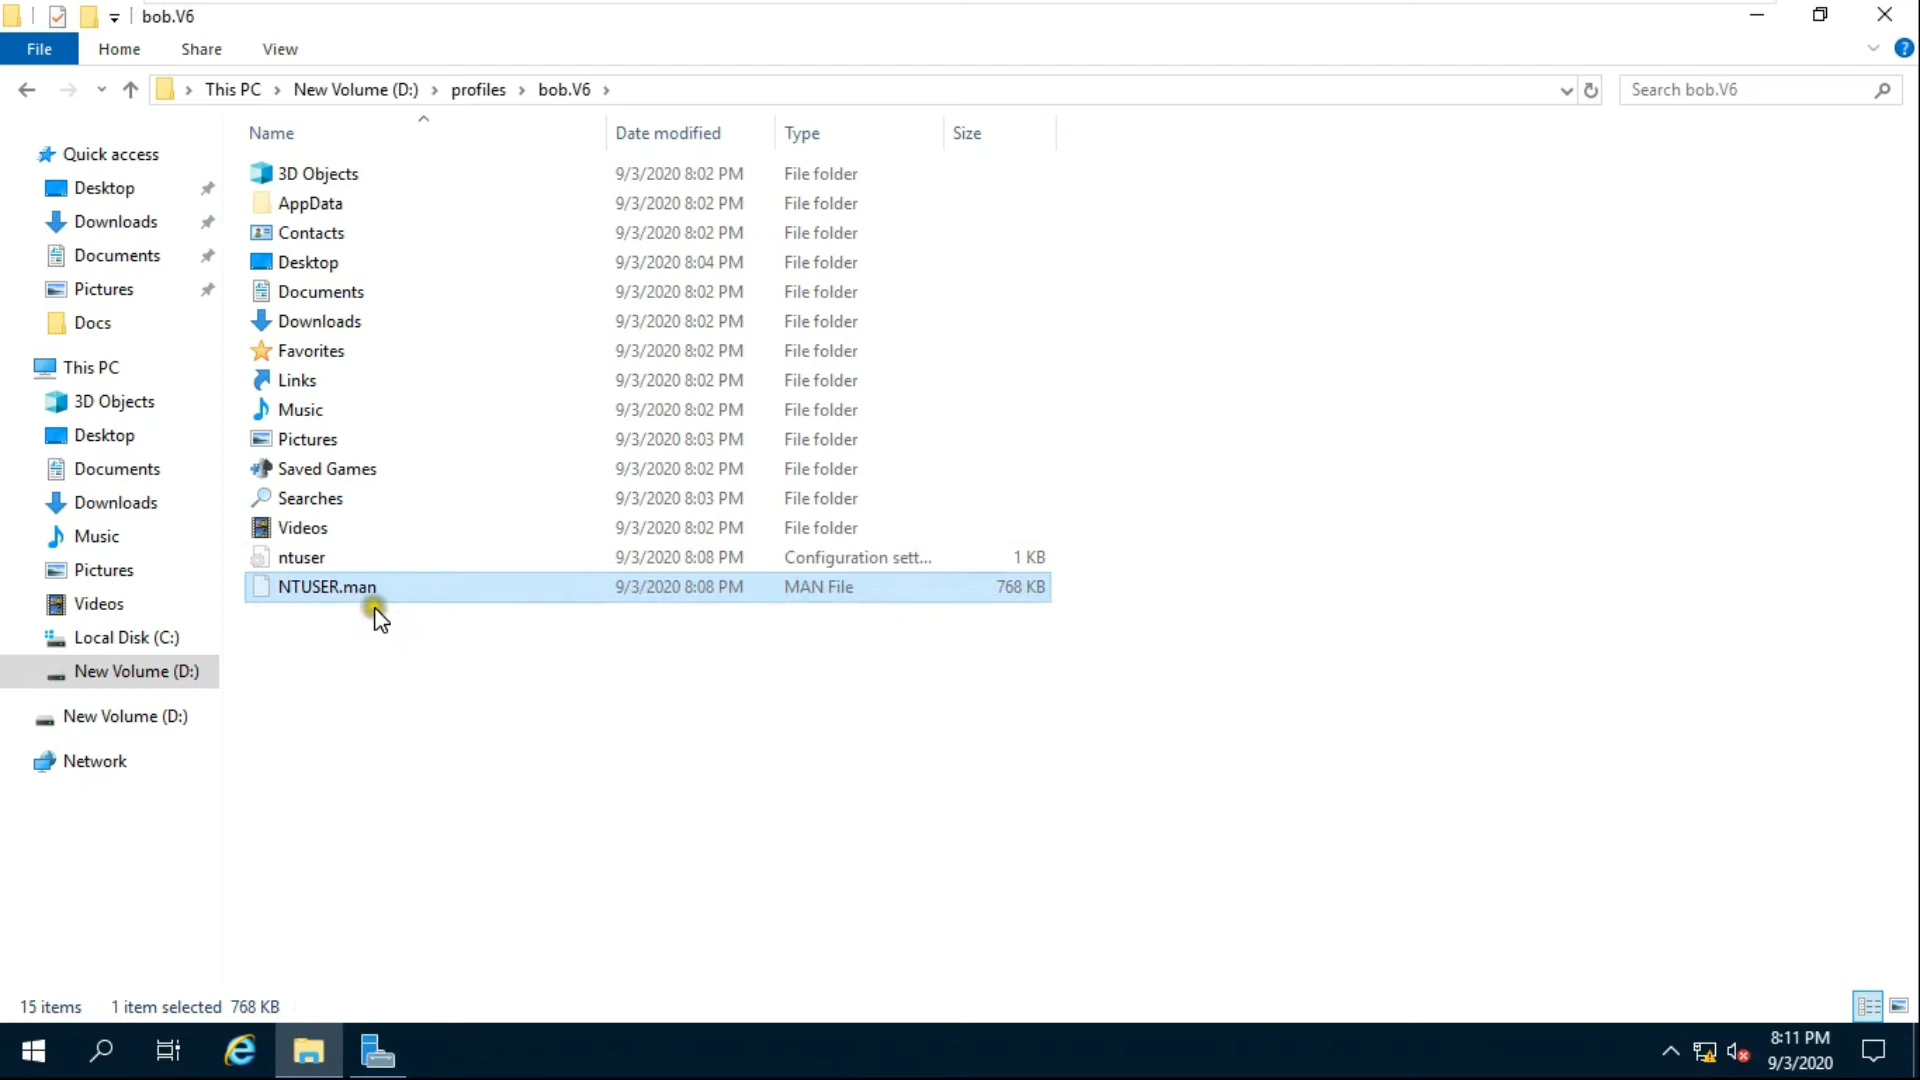 bob.V6
File Home Share View
This PC New Volume (D:) profiles bob.V6
Search bob.V6
Name Date modified Type Size
Quick access
Desktop
Downloads
Documents
Pictures
Docs
This PC
3D Objects
Desktop
Documents
Downloads
Music
Pictures
Videos
Local Disk (C:)
New Volume (D:)
New Volume (D:)
Network
3D Objects 9/3/2020 8:02 PM File folder
AppData 9/3/2020 8:02 PM File folder
Contacts 9/3/2020 8:02 PM File folder
Desktop 9/3/2020 8:04 PM File folder
Documents 9/3/2020 8:02 PM File folder
Downloads 9/3/2020 8:02 PM File folder
Favorites 9/3/2020 8:02 PM File folder
Links 9/3/2020 8:02 PM File folder
Music 9/3/2020 8:02 PM File folder
Pictures 9/3/2020 8:03 PM File folder
Saved Games 9/3/2020 8:02 PM File folder
Searches 9/3/2020 8:03 PM File folder
Videos 9/3/2020 8:02 PM File folder
ntuser 9/3/2020 8:08 PM Configuration sett... 1 KB
NTUSER.man 9/3/2020 8:08 PM MAN File 768 KB
15 items 1 item selected 768 KB
8:11 PM
9/3/2020